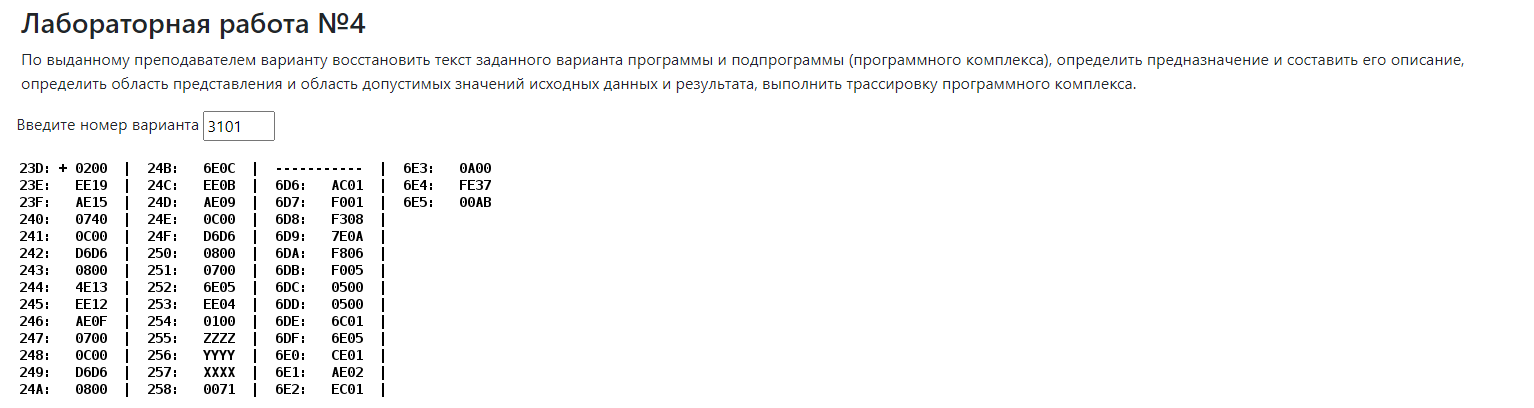 Лабораторная работа №4
По выданному преподавателем варианту восстановить текст заданного варианта программы и подпрограммы (программного комплекса), определить предназначение и составить его описание,
определить область представления и область допустимых значений исходных данных и результата, выполнить трассировку программного комплекса.
Введите номер варианта 3101
23D: + 0200 | 24B: 6E0C | ----------- | 6E3: 0A00
23E: EE19 | 24C: EE0B | 6D6: AC01 | 6E4: FE37
23F: AE15 | 24D: AE09 | 6D7: F001 | 6E5: 00AB
240: 0740 | 24E: 0C00 | 6D8: F308 |
241: 0C00 | 24F: D6D6 | 6D9: 7E0A |
242: D6D6 | 250: 0800 | 6DA: F806 |
243: 0800 | 251: 0700 | 6DB: F005 |
244: 4E13 | 252: 6E05 | 6DC: 0500 |
245: EE12 | 253: EE04 | 6DD: 0500 |
246: AE0F | 254: 0100 | 6DE: 6C01 |
247: 0700 | 255: ZZZZ | 6DF: 6E05 |
248: 0C00 | 256: YYYY | 6E0: CE01 |
249: D6D6 | 257: XXXX | 6E1: AE02 |
24A: 0800 | 258: 0071 | 6E2: EC01 |